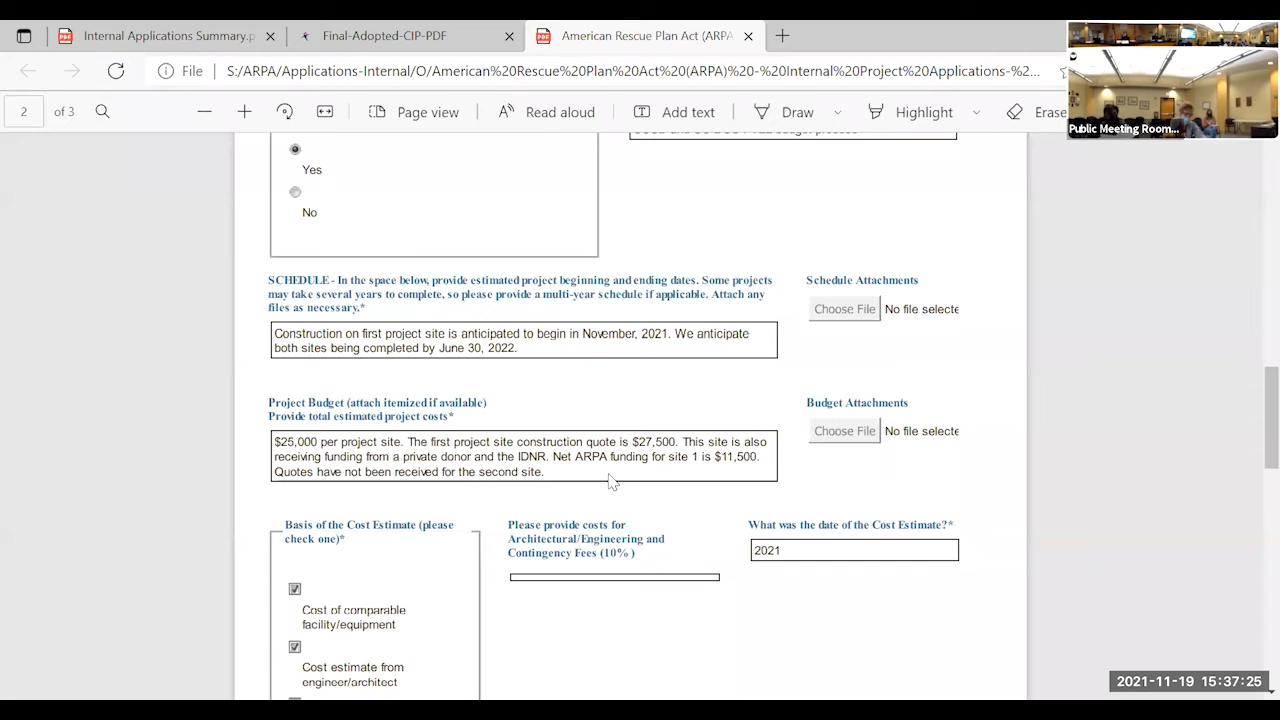 Internal Applications Summary.p
Final-Adopted-CIP-PDF
American Rescue Plan Act (ARPA
File
S:/ARPA/Applications-Internal/O/American%20Rescue%20Plan%20Act%20(ARPA)%20-%20Internal%20Project%20Applications-%2...
2 of 3
Page view
Read aloud
Add text
Draw
Highlight
Erase
Public Meeting Room...
Yes
No
SCHEDULE - In the space below, provide estimated project beginning and ending dates. Some projects
may take several years to complete, so please provide a multi-year schedule if applicable. Attach any
files as necessary.*
Schedule Attachments
Choose File No file selecte
Construction on first project site is anticipated to begin in November, 2021. We anticipate
both sites being completed by June 30, 2022.
Project Budget (attach itemized if available)
Provide total estimated project costs*
Budget Attachments
Choose File No file selecte
$25,000 per project site. The first project site construction quote is $27,500. This site is also
receiving funding from a private donor and the IDNR. Net ARPA funding for site 1 is $11,500.
Quotes have not been received for the second site.
Basis of the Cost Estimate (please
check one)*
Please provide costs for
Architectural/Engineering and
Contingency Fees (10% )
What was the date of the Cost Estimate?*
2021
Cost of comparable
facility/equipment
Cost estimate from
engineer/architect
2021-11-19 15:37:25